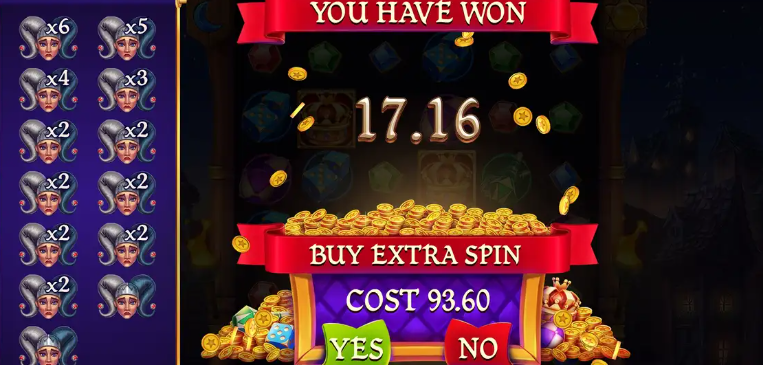 YOU HAVE WON
x6 x5
x4 x3
17.16
x2 x2
x2 x2
x2 x2
BUY EXTRA SPIN
x2
COST 93.60
YES NO